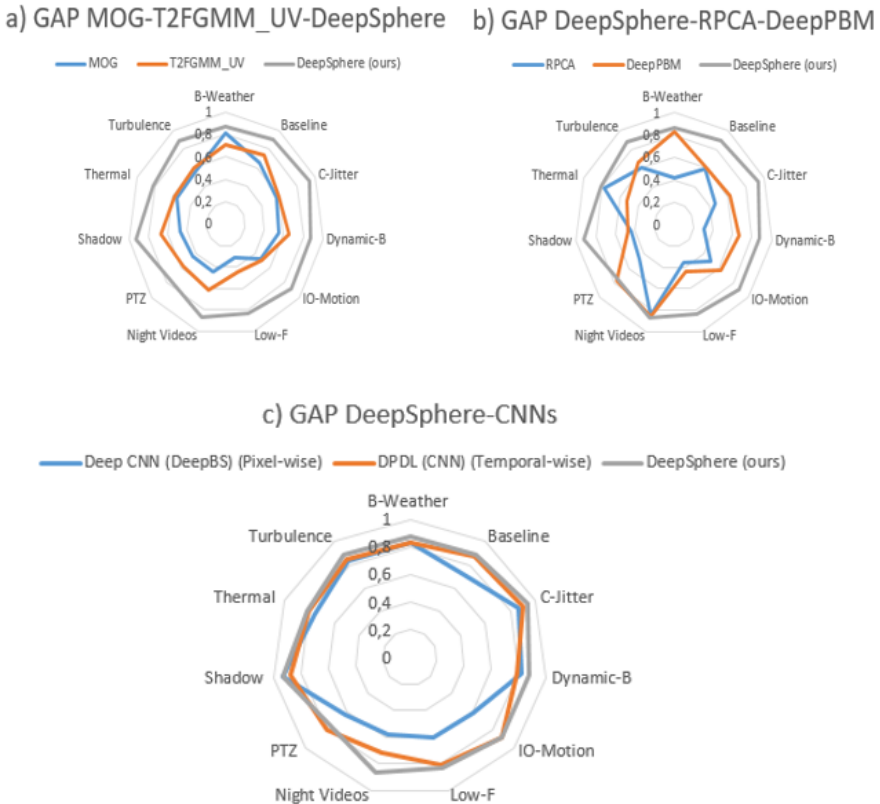 a) GAP MOG-T2FGMM_UV-DeepSphere
MOG T2FGMM_UV DeepSphere (ours)
B-Weather
Baseline
C-Jitter
Dynamic-B
IO-Motion
Low-F
Night Videos
PTZ
Shadow
Thermal
Turbulence
1
0,8
0,6
0,4
0,2
0
b) GAP DeepSphere-RPCA-DeepPBM
RPCA DeepPBM DeepSphere (ours)
B-Weather
Baseline
C-Jitter
Dynamic-B
IO-Motion
Low-F
Night Videos
PTZ
Shadow
Thermal
Turbulence
1
0,8
0,6
0,4
0,2
0
c) GAP DeepSphere-CNNs
Deep CNN (DeepBS) (Pixel-wise) DPDL (CNN) (Temporal-wise) DeepSphere (ours)
B-Weather
Baseline
C-Jitter
Dynamic-B
IO-Motion
Low-F
Night Videos
PTZ
Shadow
Thermal
Turbulence
1
0,8
0,6
0,4
0,2
0